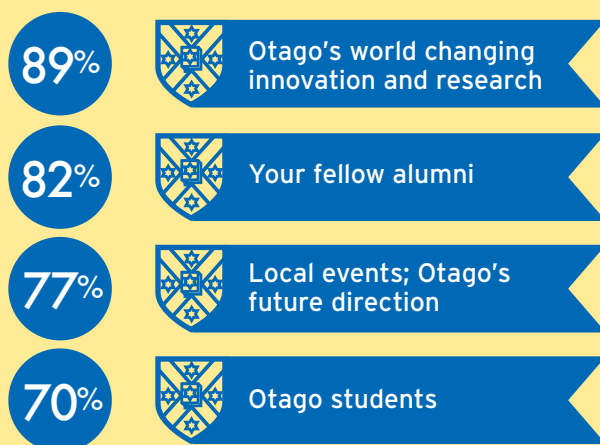 89%
Otago's world changing
innovation and research
82%
Your fellow alumni
77%
Local events; Otago's
future direction
70%
Otago students